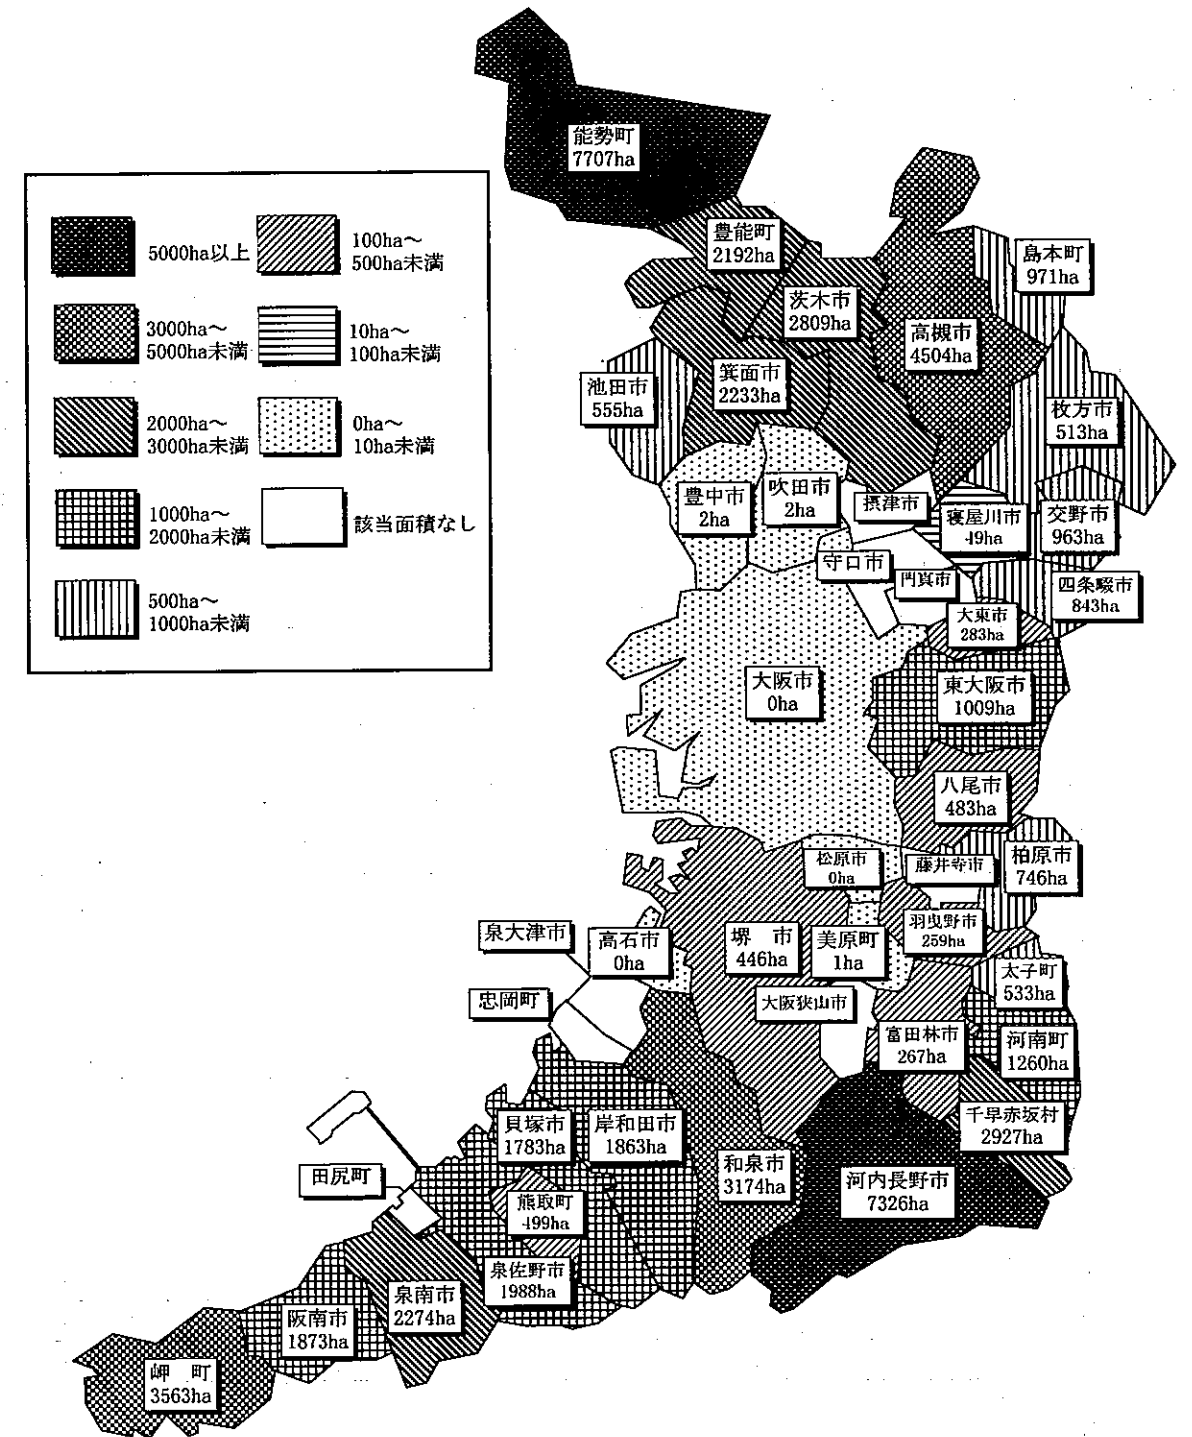 能勢町
7707ha
5000ha以上
100ha～
500ha未満
3000ha～
5000ha未満
10ha～
100ha未満
2000ha～
3000ha未満
0ha～
10ha未満
1000ha～
2000ha未満
該当面積なし
500ha～
1000ha未満
豊能町
2192ha
島本町
971ha
茨木市
2809ha
高槻市
4504ha
箕面市
2233ha
池田市
555ha
枚方市
513ha
豊中市
2ha
吹田市
2ha
摂津市
寝屋川市
49ha
交野市
963ha
守口市
門真市
四条畷市
843ha
大東市
283ha
大阪市
0ha
東大阪市
1009ha
八尾市
483ha
松原市
0ha
藤井寺市
柏原市
746ha
泉大津市
高石市
0ha
堺　市
446ha
美原町
1ha
羽曳野市
259ha
太子町
533ha
忠岡町
大阪狭山市
富田林市
267ha
河南町
1260ha
貝塚市
1783ha
岸和田市
1863ha
千早赤坂村
2927ha
和泉市
3174ha
河内長野市
7326ha
田尻町
熊取町
499ha
泉佐野市
1988ha
泉南市
2274ha
阪南市
1873ha
岬　町
3563ha